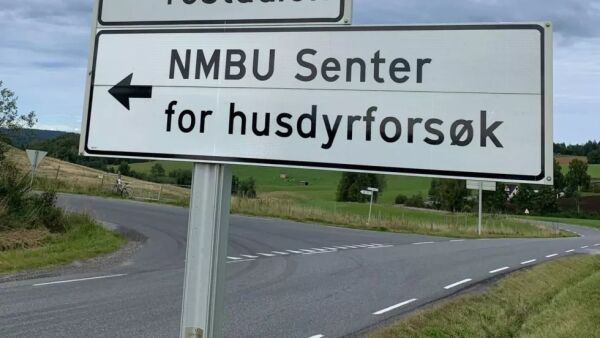 NMBU Senter
for husdyrforsøk